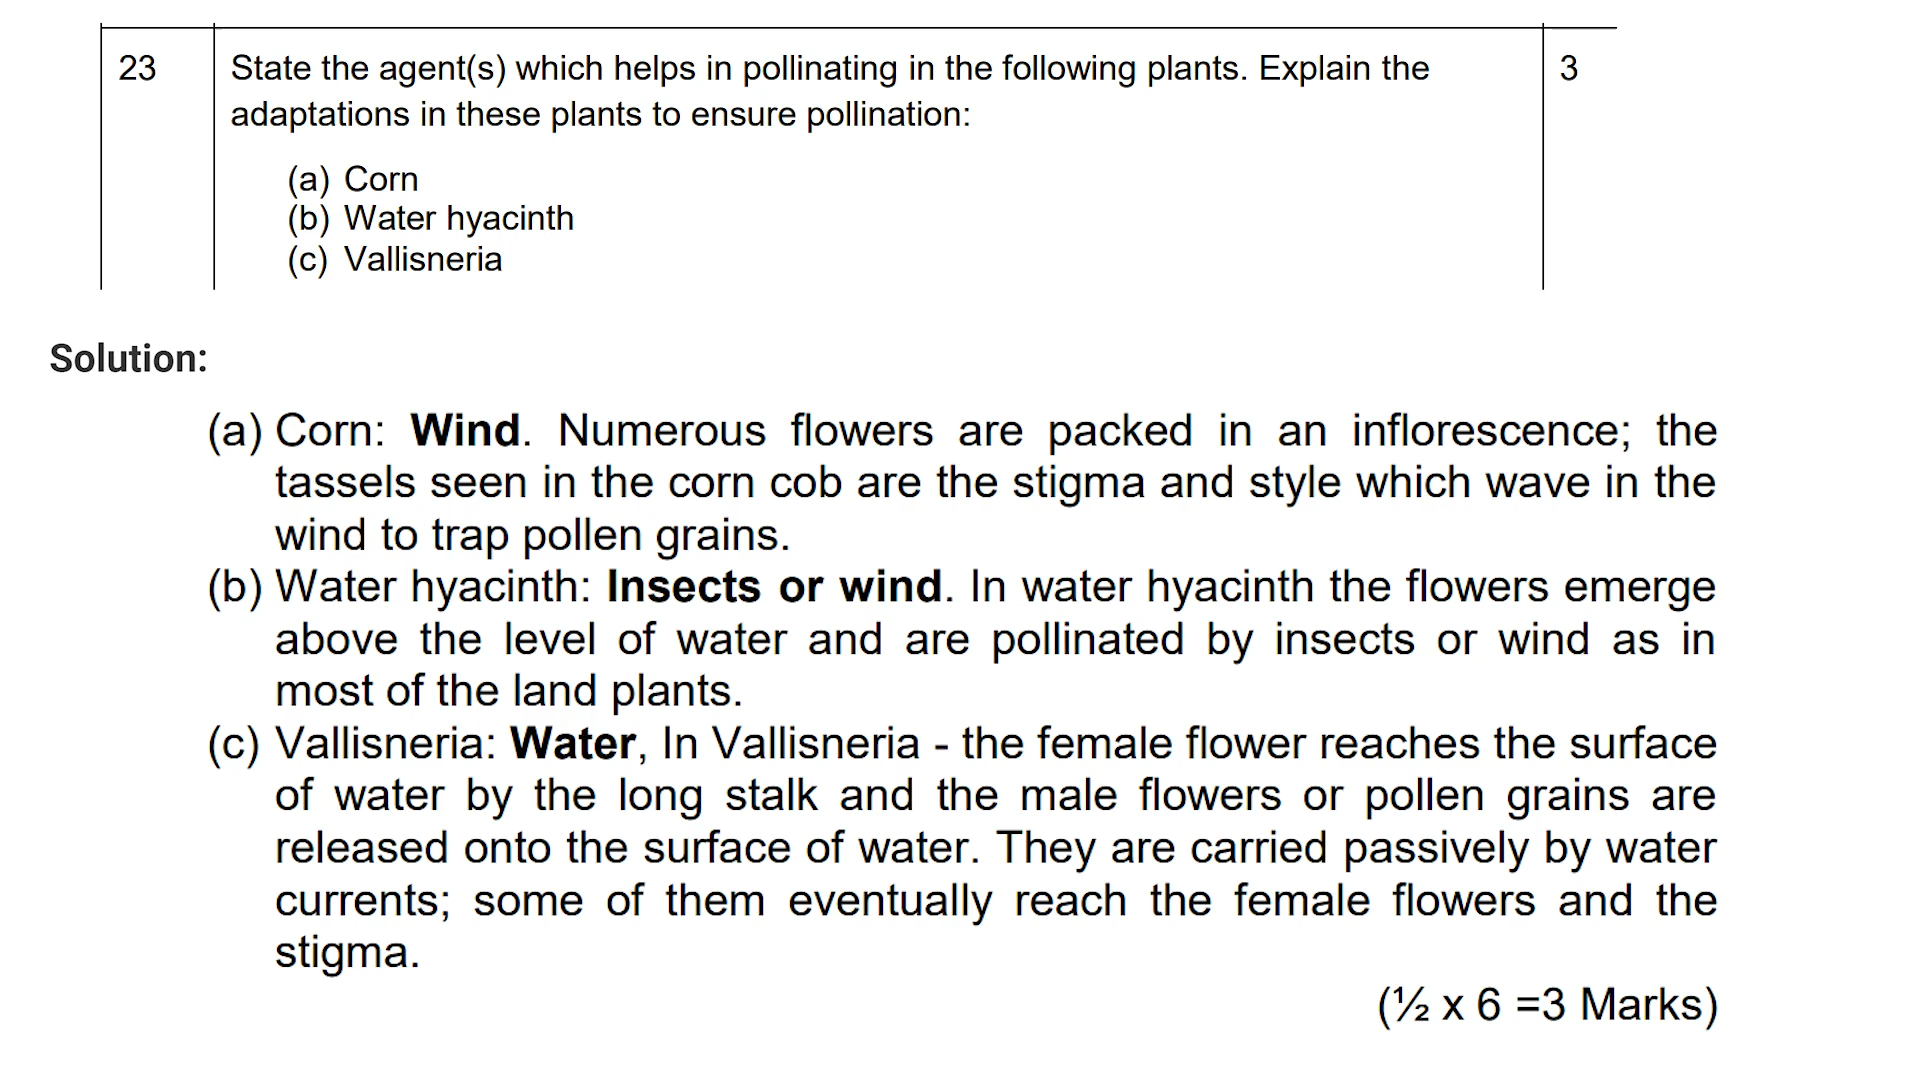 23 State the agent(s) which helps in pollinating in the following plants. Explain the 3
adaptations in these plants to ensure pollination:
(a) Corn
(b) Water hyacinth
(c) Vallisneria
Solution:
(a) Corn: Wind. Numerous flowers are packed in an inflorescence; the
tassels seen in the corn cob are the stigma and style which wave in the
wind to trap pollen grains.
(b) Water hyacinth: Insects or wind. In water hyacinth the flowers emerge
above the level of water and are pollinated by insects or wind as in
most of the land plants.
(c) Vallisneria: Water, In Vallisneria - the female flower reaches the surface
of water by the long stalk and the male flowers or pollen grains are
released onto the surface of water. They are carried passively by water
currents; some of them eventually reach the female flowers and the
stigma.
(½ x 6 =3 Marks)